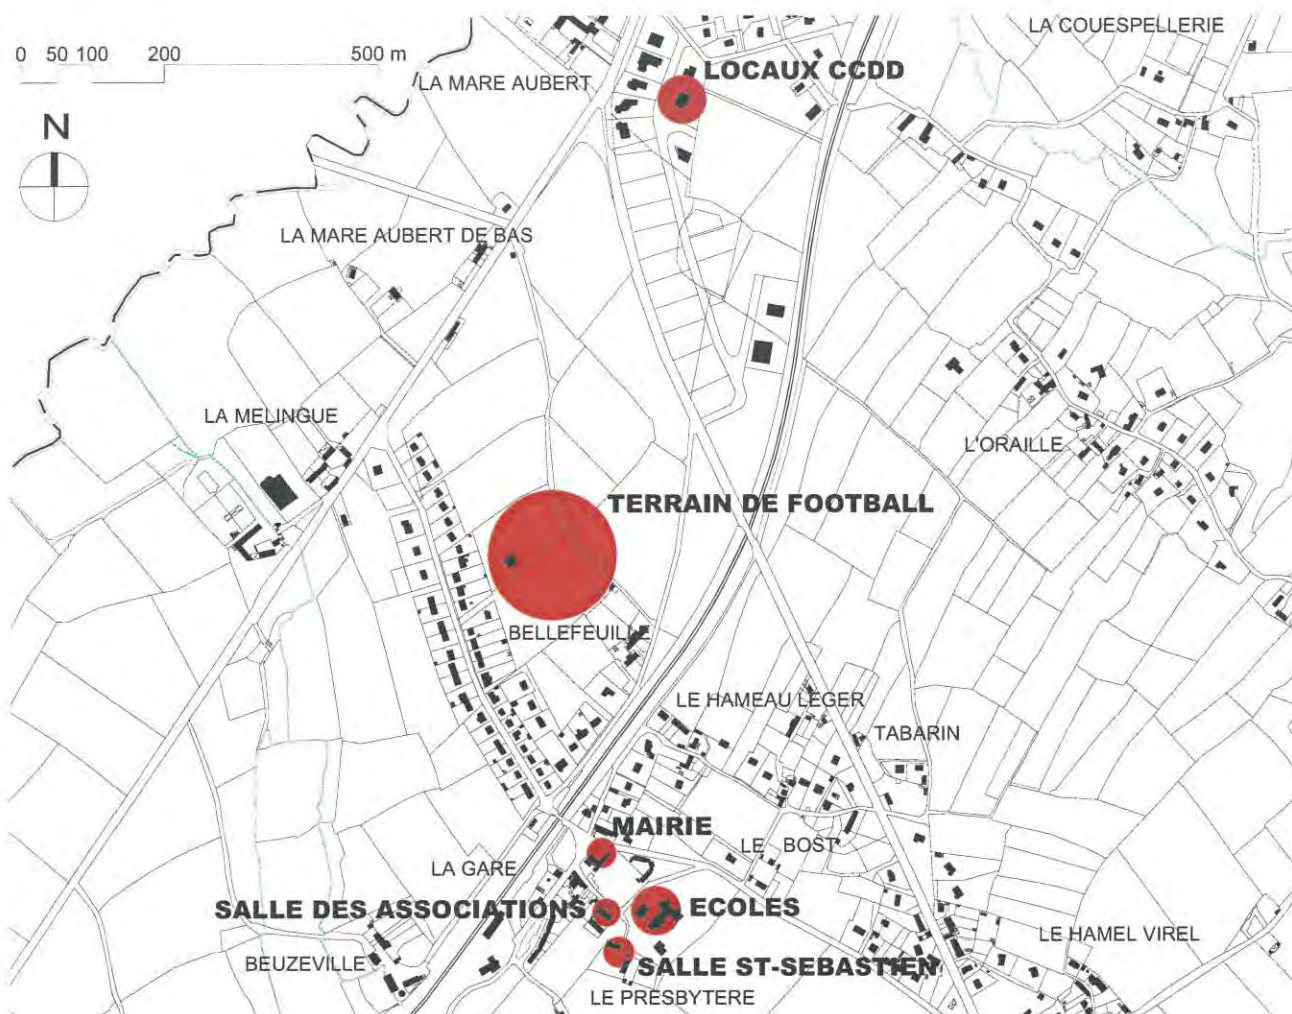 LA COUESPELLERIE
0 50 100 200 500 m
LOCAUX CCDD
LA MARE AUBERT
N
LA MARE AUBERT DE BAS
LA MELINGUE
L'ORAILLE
TERRAIN DE FOOTBALL
BELLEFEUILLE
LE HAMEAU LEGER
TABARIN
MAIRIE
LE BOST
LA GARE
SALLE DES ASSOCIATIONS
ECOLES
LE HAMEL VIREL
BEUZEVILLE
SALLE ST-SEBASTIEN
LE PRESBYTERE